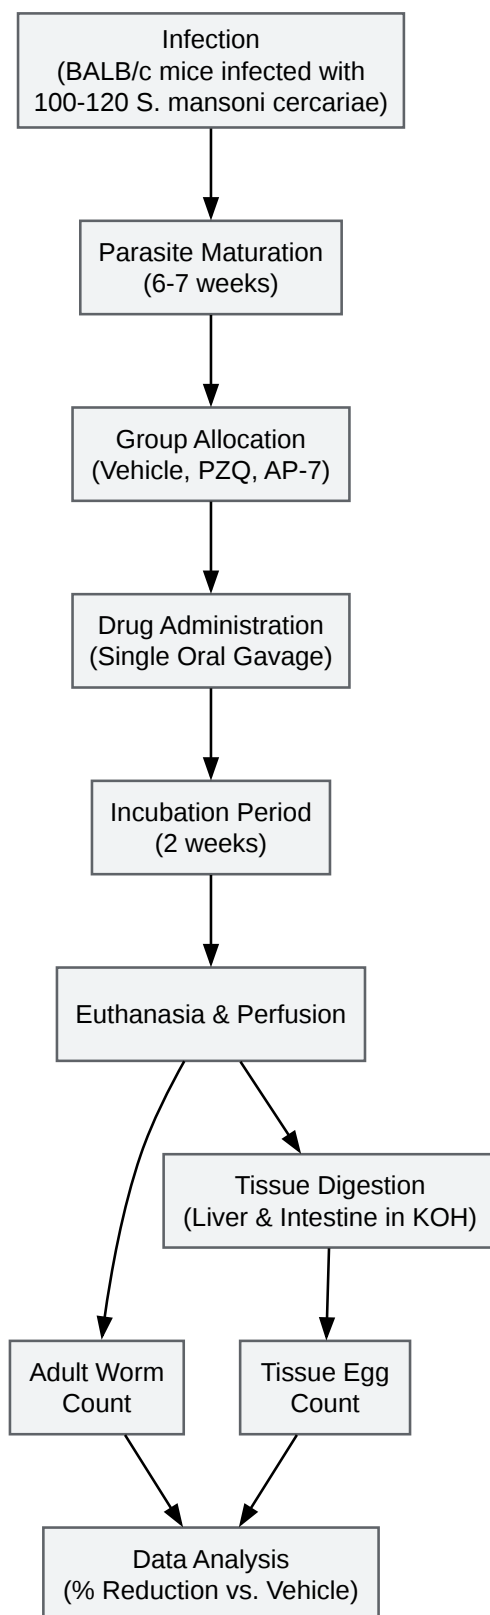 Infection
(BALB/c mice infected with
100-120 S. mansoni cercariae)
Parasite Maturation
(6-7 weeks)
Group Allocation
(Vehicle, PZQ, AP-7)
Drug Administration
(Single Oral Gavage)
Incubation Period
(2 weeks)
Euthanasia & Perfusion
Tissue Digestion
(Liver & Intestine in KOH)
Adult Worm
Count
Tissue Egg
Count
Data Analysis
(% Reduction vs. Vehicle)